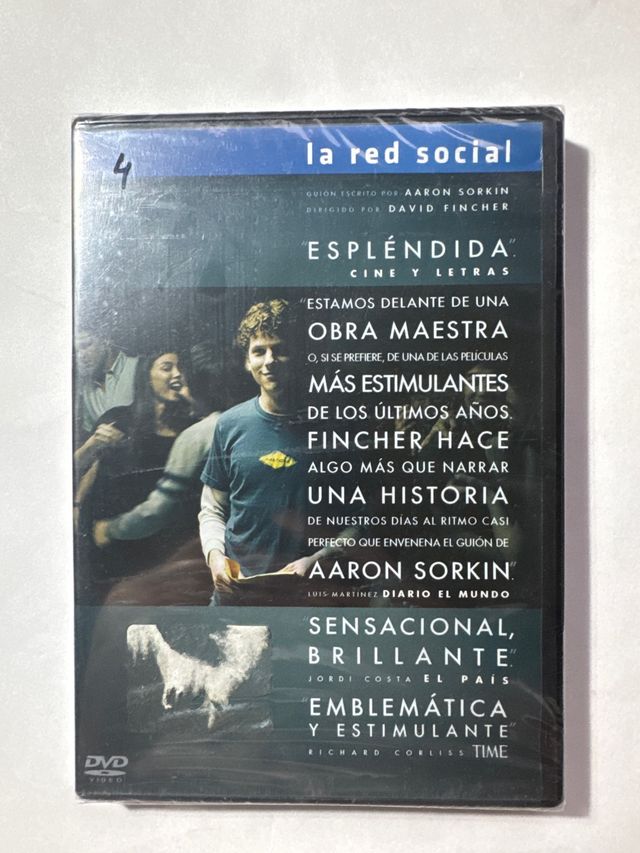 4
la red social
GUIÓN ESCRITO POR AARON SORKIN
DIRIGIDO POR DAVID FINCHER
"ESPLÉNDIDA".
CINE Y LETRAS
"ESTAMOS DELANTE DE UNA
OBRA MAESTRA
O, SI SE PREFIERE, DE UNA DE LAS PELÍCULAS
MÁS ESTIMULANTES
DE LOS ÚLTIMOS AÑOS.
FINCHER HACE
ALGO MÁS QUE NARRAR
UNA HISTORIA
DE NUESTROS DÍAS AL RITMO CASI
PERFECTO QUE ENVENENA EL GUIÓN DE
AARON SORKIN".
LUIS MARTÍNEZ DIARIO EL MUNDO
"SENSACIONAL,
BRILLANTE".
JORDI COSTA EL PAÍS
"EMBLEMÁTICA
Y ESTIMULANTE"
RICHARD CORLISS TIME
DVD
VIDEO